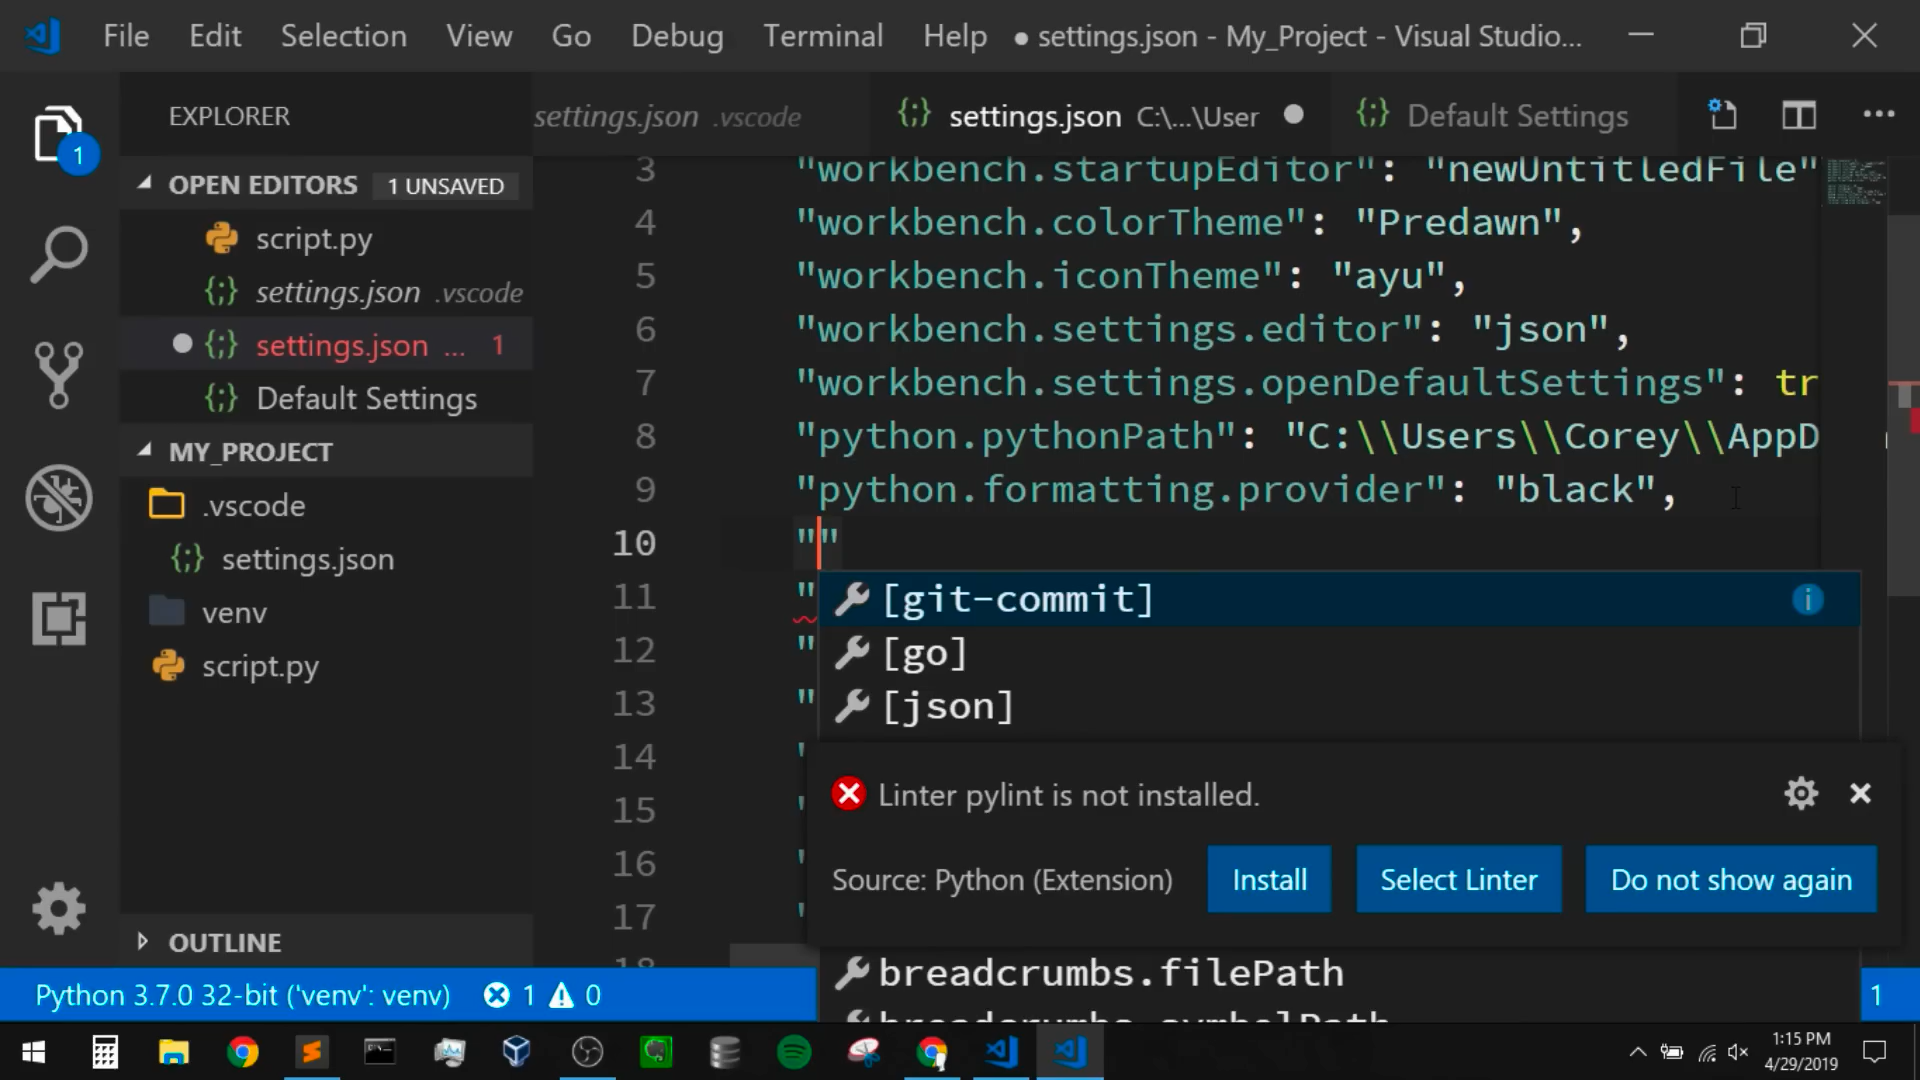 File Edit Selection View Go Debug Terminal Help ● settings.json - My_Project - Visual Studio...
EXPLORER
settings.json .vscode
{;} settings.json C:\...\User ●
{;} Default Settings
1
OPEN EDITORS 1 UNSAVED
script.py
{;} settings.json .vscode
● {;} settings.json ... 1
{;} Default Settings
MY_PROJECT
.vscode
{;} settings.json
venv
script.py
OUTLINE
3 "workbench.startupEditor": "newUntitledFile"
4 "workbench.colorTheme": "Predawn",
5 "workbench.iconTheme": "ayu",
6 "workbench.settings.editor": "json",
7 "workbench.settings.openDefaultSettings": tr
8 "python.pythonPath": "C:\\Users\\Corey\\AppD
9 "python.formatting.provider": "black",
10 ""
11 "
12 "
13 "
14 '
15 '
16 '
17 '
18
[git-commit]
[go]
[json]
Linter pylint is not installed.
Source: Python (Extension) Install Select Linter Do not show again
breadcrumbs.filePath
breadcrumbs.symbolPath
Python 3.7.0 32-bit ('venv': venv) 1 0
1
1:15 PM
4/29/2019